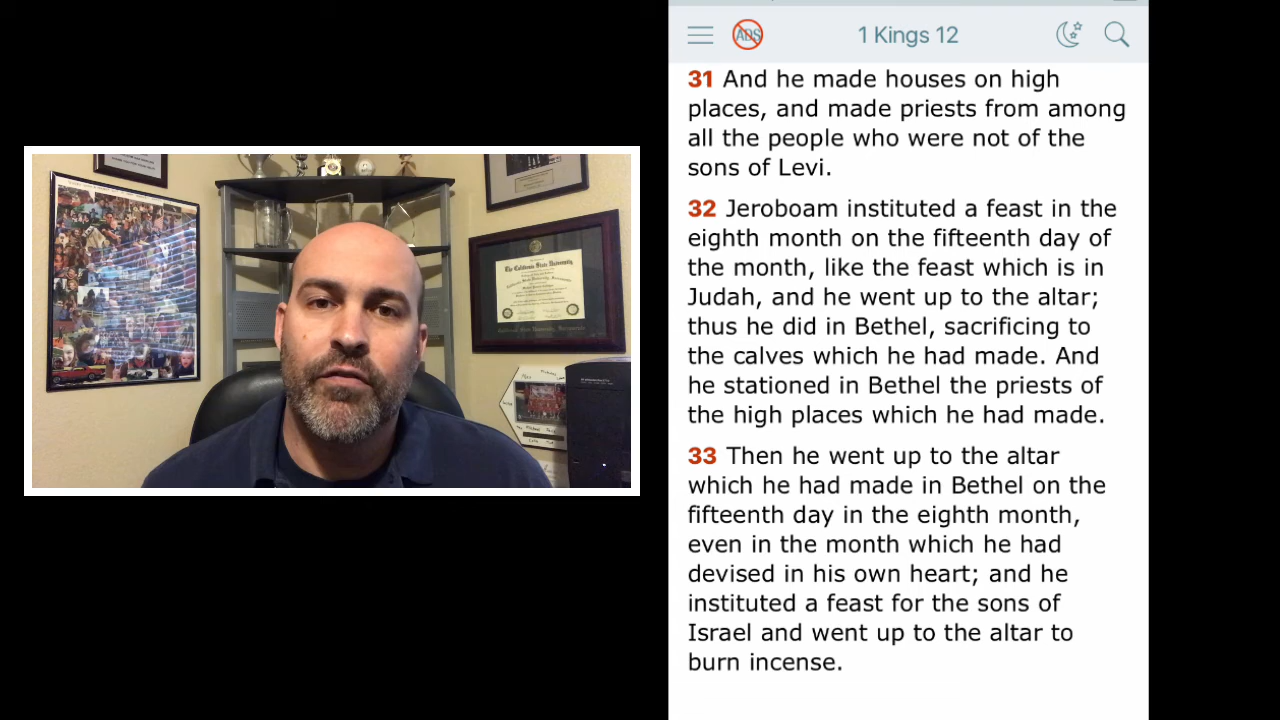 The California State University
ADS
1 Kings 12
31 And he made houses on high
places, and made priests from among
all the people who were not of the
sons of Levi.
32 Jeroboam instituted a feast in the
eighth month on the fifteenth day of
the month, like the feast which is in
Judah, and he went up to the altar;
thus he did in Bethel, sacrificing to
the calves which he had made. And
he stationed in Bethel the priests of
the high places which he had made.
33 Then he went up to the altar
which he had made in Bethel on the
fifteenth day in the eighth month,
even in the month which he had
devised in his own heart; and he
instituted a feast for the sons of
Israel and went up to the altar to
burn incense.